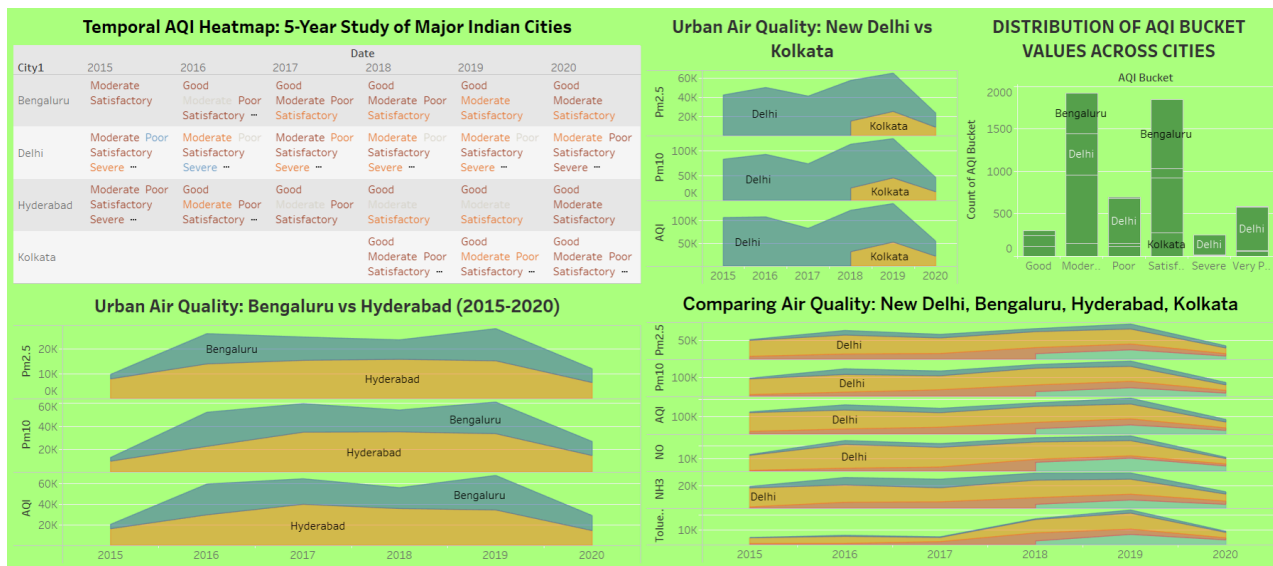 Temporal AQI Heatmap: 5-Year Study of Major Indian Cities
Date
City1 2015 2016 2017 2018 2019 2020
Bengaluru
Moderate
Satisfactory
Good
Moderate Poor
Satisfactory ...
Good
Moderate Poor
Satisfactory
Good
Moderate Poor
Satisfactory
Good
Moderate
Satisfactory
Good
Moderate
Satisfactory
Delhi
Moderate Poor
Satisfactory
Severe ...
Moderate Poor
Satisfactory
Severe ...
Moderate Poor
Satisfactory
Severe ...
Moderate Poor
Satisfactory
Severe ...
Moderate Poor
Satisfactory
Severe ...
Moderate Poor
Satisfactory
Severe ...
Hyderabad
Moderate Poor
Satisfactory
Severe ...
Good
Moderate Poor
Satisfactory ...
Good
Moderate Poor
Satisfactory ...
Good
Moderate
Satisfactory
Good
Moderate
Satisfactory
Good
Moderate
Satisfactory
Kolkata
Good
Moderate Poor
Satisfactory ...
Good
Moderate Poor
Satisfactory ...
Good
Moderate Poor
Satisfactory ...
Urban Air Quality: New Delhi vs
Kolkata
Pm2.5
60K
40K
20K
Delhi
Kolkata
Pm10
100K
50K
0K
Delhi
Kolkata
AQI
100K
50K
Delhi
Kolkata
2015 2016 2017 2018 2019 2020
DISTRIBUTION OF AQI BUCKET
VALUES ACROSS CITIES
AQI Bucket
Count of AQI Bucket
2000
1500
1000
500
0
Bengaluru
Delhi
Delhi
Bengaluru
Kolkata
Delhi
Delhi
Good Moder.. Poor Satisf.. Severe Very P..
Urban Air Quality: Bengaluru vs Hyderabad (2015-2020)
Pm2.5
20K
10K
0K
Bengaluru
Hyderabad
Pm10
60K
40K
20K
Bengaluru
Hyderabad
AQI
60K
40K
20K
Bengaluru
Hyderabad
2015 2016 2017 2018 2019 2020
Comparing Air Quality: New Delhi, Bengaluru, Hyderabad, Kolkata
Pm2.5
50K
Delhi
Pm10
100K
Delhi
AQI
100K
Delhi
NO
10K
Delhi
NH3
20K
Delhi
Tolue..
10K
2015 2016 2017 2018 2019 2020